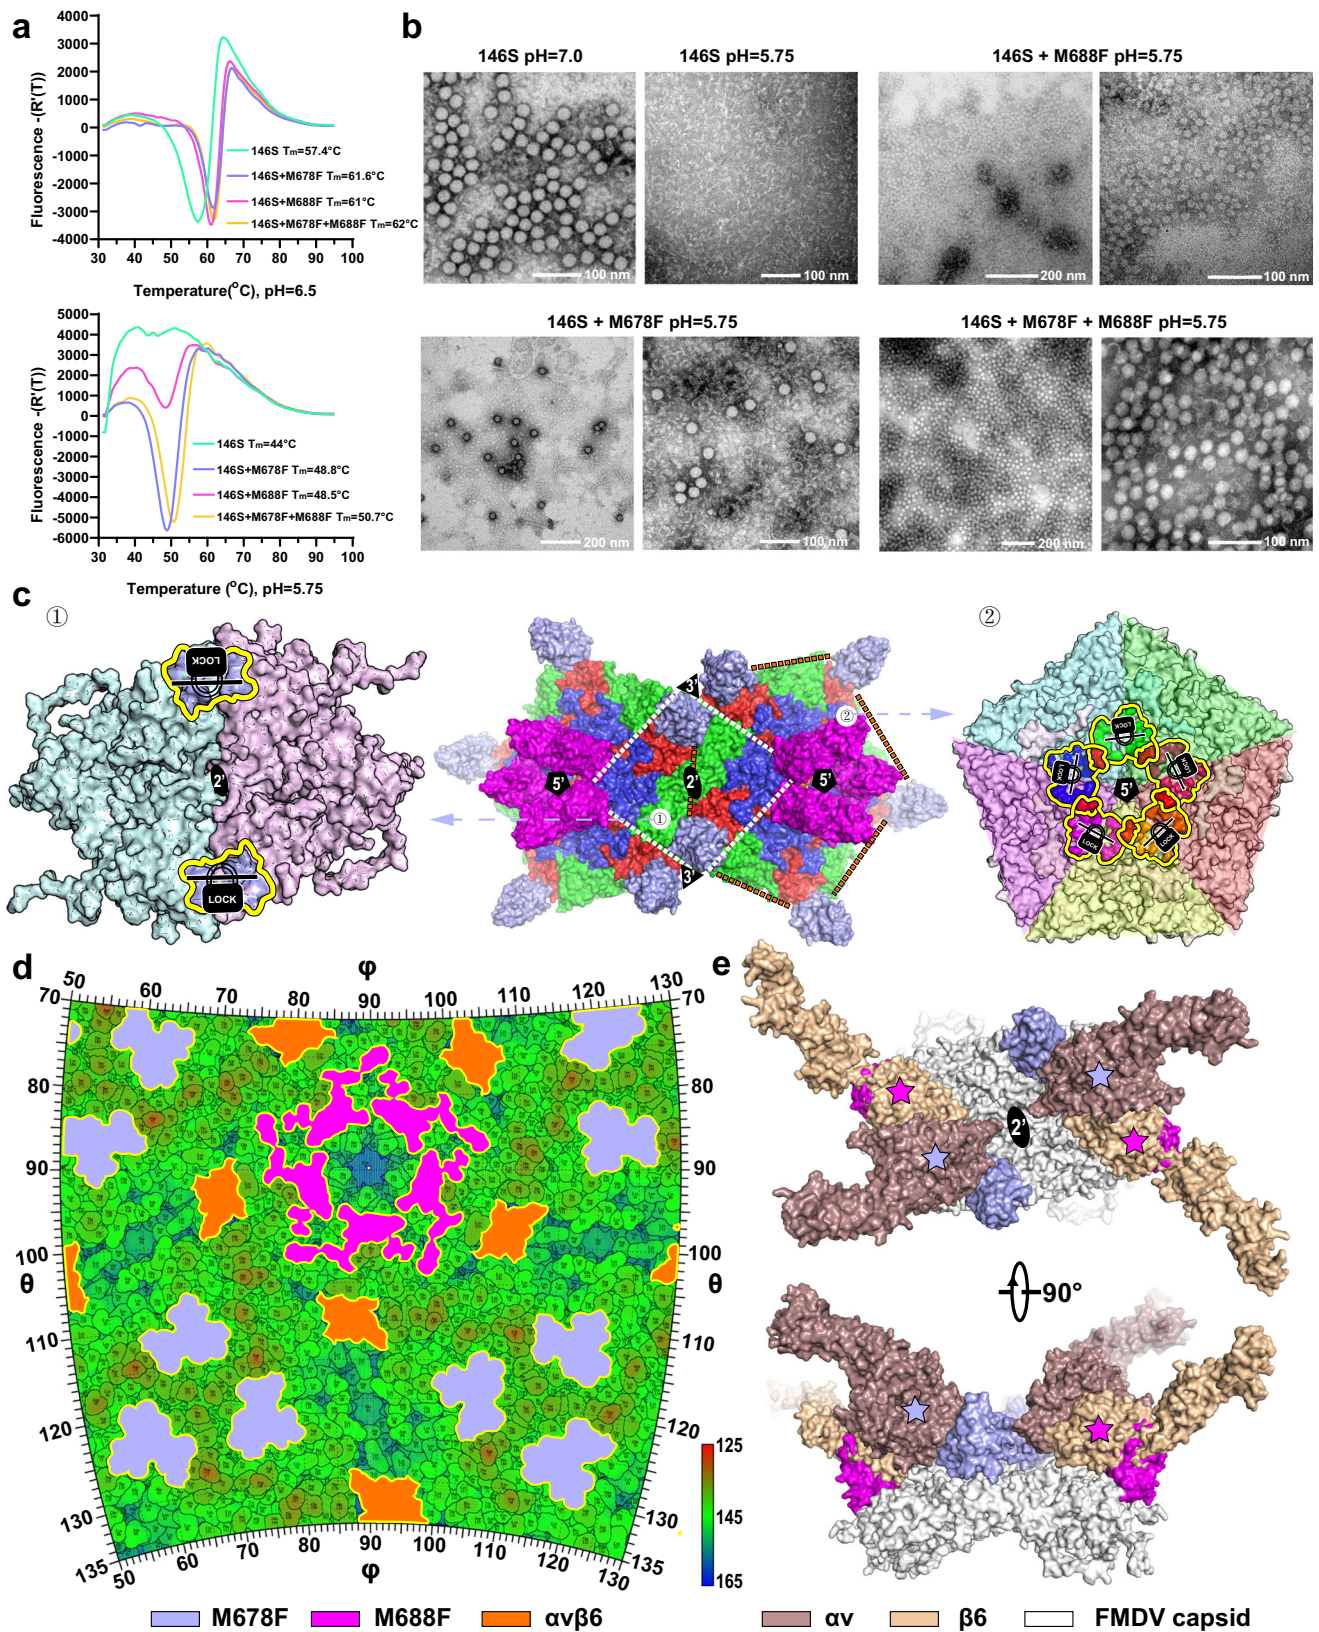 a
4000
3000
2000
1000
0
-1000
-2000
-3000
-4000
Fluorescence -(R'(T))
146S Tm=57.4°C
146S+M678F Tm=61.6°C
146S+M688F Tm=61°C
146S+M678F+M688F Tm=62°C
30 40 50 60 70 80 90 100
Temperature(°C), pH=6.5
5000
4000
3000
2000
1000
0
-1000
-2000
-3000
-4000
-5000
-6000
Fluorescence -(R'(T))
146S Tm=44°C
146S+M678F Tm=48.8°C
146S+M688F Tm=48.5°C
146S+M678F+M688F Tm=50.7°C
30 40 50 60 70 80 90 100
Temperature (°C), pH=5.75
b
146S pH=7.0
146S pH=5.75
146S + M688F pH=5.75
100 nm
100 nm
200 nm
100 nm
146S + M678F pH=5.75
146S + M678F + M688F pH=5.75
200 nm
100 nm
200 nm
100 nm
c
①
LOCK
2'
LOCK
3'
②
5'
2'
5'
①
3'
②
LOCK
LOCK
LOCK
5'
LOCK
LOCK
d
φ
50 60 70 80 90 100 110 120 130
70 70
80 80
90 90
100 100
θ θ
110 110
120 120
130 130
135 135
50 60 70 80 90 100 110 120 130
φ
125
145
165
M678F M688F αvβ6
e
2'
90°
αv β6 FMDV capsid